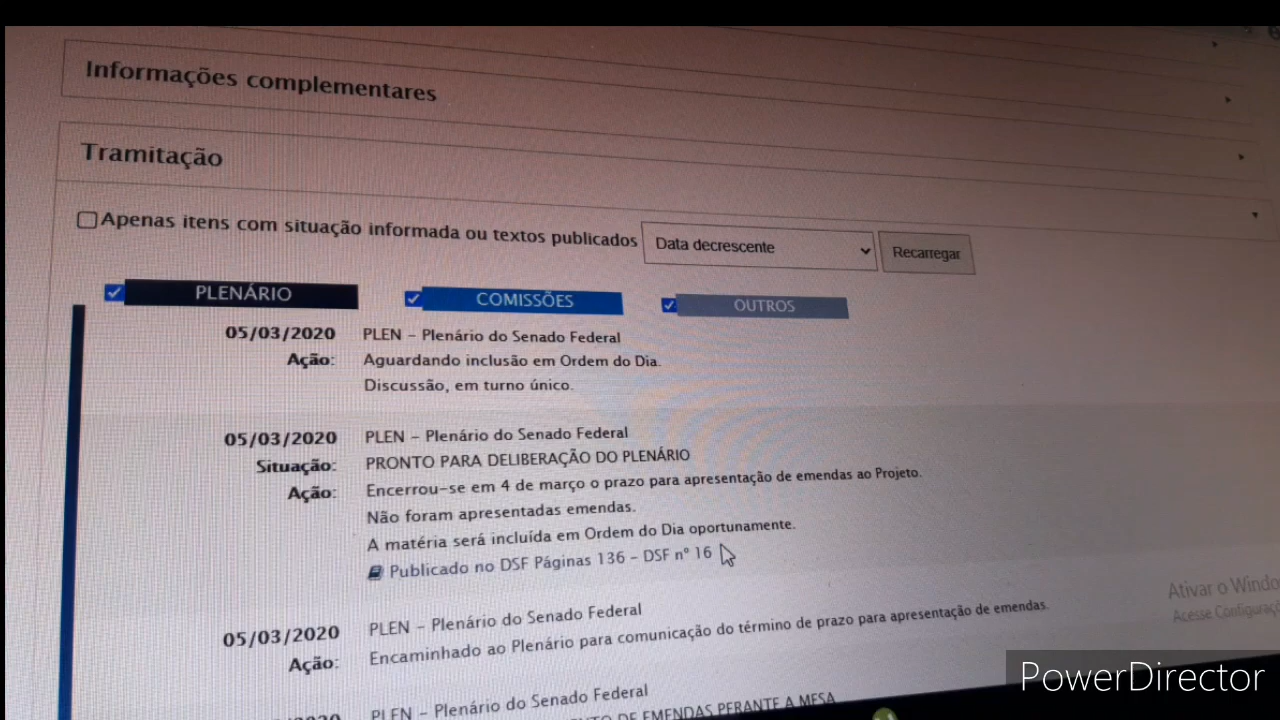 Informações complementares
Tramitação
Apenas itens com situação informada ou textos publicados Data decrescente Recarregar
PLENÁRIO COMISSÕES OUTROS
05/03/2020 PLEN - Plenário do Senado Federal
Ação: Aguardando inclusão em Ordem do Dia.
Discussão, em turno único.
05/03/2020 PLEN - Plenário do Senado Federal
Situação: PRONTO PARA DELIBERAÇÃO DO PLENÁRIO
Ação: Encerrou-se em 4 de março o prazo para apresentação de emendas ao Projeto.
Não foram apresentadas emendas.
A matéria será incluída em Ordem do Dia oportunamente.
Publicado no DSF Páginas 136 - DSF nº 16
05/03/2020 PLEN - Plenário do Senado Federal
Ação: Encaminhado ao Plenário para comunicação do término de prazo para apresentação de emendas.
PLEN - Plenário do Senado Federal
DE EMENDAS PERANTE A MESA
Ativar o Windo
Acesse Configuraç
PowerDirector